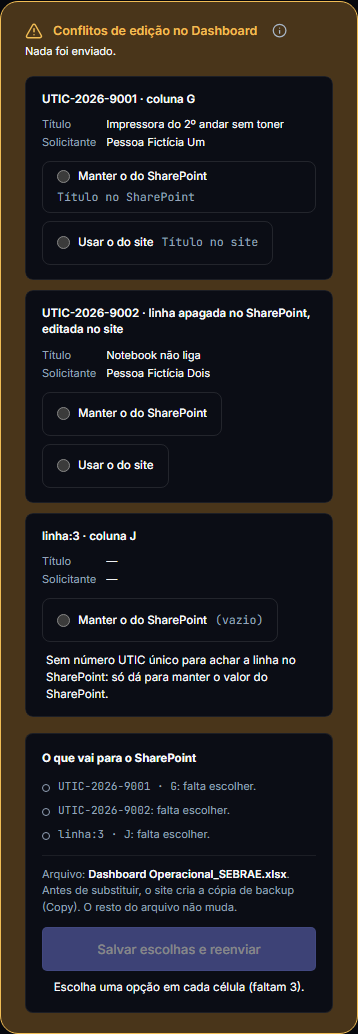 Conflitos de edição no Dashboard
Nada foi enviado.
UTIC-2026-9001 · coluna G
Título Impressora do 2º andar sem toner
Solicitante Pessoa Fictícia Um
Manter o do SharePoint
Título no SharePoint
Usar o do site Título no site
UTIC-2026-9002 · linha apagada no SharePoint,
editada no site
Título Notebook não liga
Solicitante Pessoa Fictícia Dois
Manter o do SharePoint
Usar o do site
linha:3 · coluna J
Título —
Solicitante —
Manter o do SharePoint (vazio)
Sem número UTIC único para achar a linha no
SharePoint: só dá para manter o valor do
SharePoint.
O que vai para o SharePoint
UTIC-2026-9001 · G: falta escolher.
UTIC-2026-9002: falta escolher.
linha:3 · J: falta escolher.
Arquivo: Dashboard Operacional_SEBRAE.xlsx.
Antes de substituir, o site cria a cópia de backup
(Copy). O resto do arquivo não muda.
Salvar escolhas e reenviar
Escolha uma opção em cada célula (faltam 3).